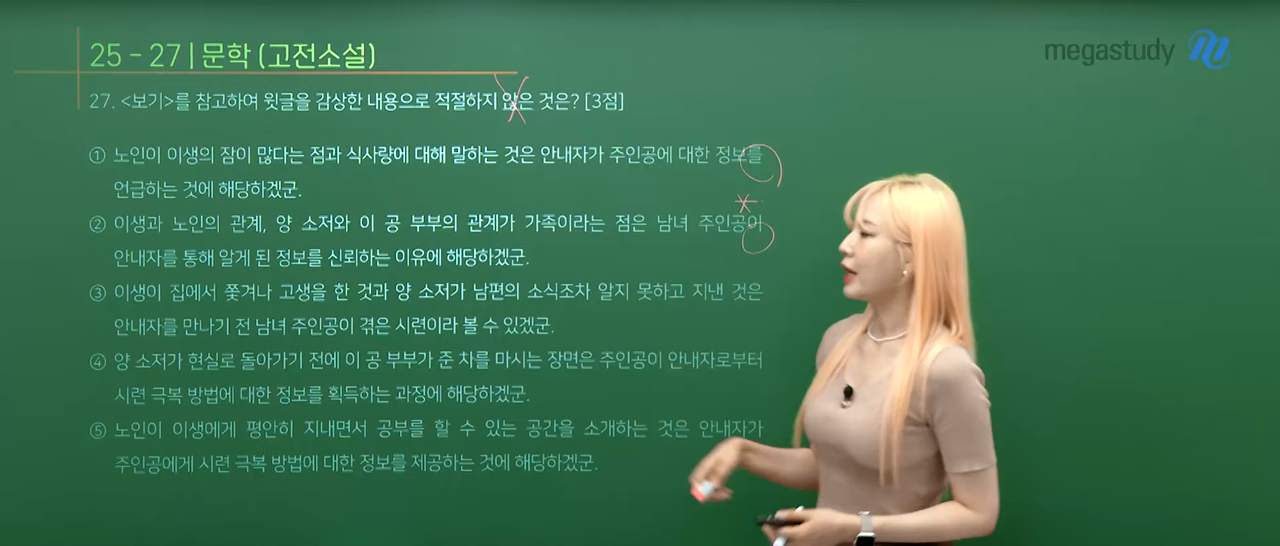 25 - 27 | 문학 (고전소설)
megastudy
27. <보기>를 참고하여 윗글을 감상한 내용으로 적절하지 않은 것은? [3점]
① 노인이 이생의 잠이 많다는 점과 식사량에 대해 말하는 것은 안내자가 주인공에 대한 정보를
언급하는 것에 해당하겠군.
② 이생과 노인의 관계, 양 소저와 이 공 부부의 관계가 가족이라는 점은 남녀 주인공이
안내자를 통해 알게 된 정보를 신뢰하는 이유에 해당하겠군.
③ 이생이 집에서 쫓겨나 고생을 한 것과 양 소저가 남편의 소식조차 알지 못하고 지낸 것은
안내자를 만나기 전 남녀 주인공이 겪은 시련이라 볼 수 있겠군.
④ 양 소저가 현실로 돌아가기 전에 이 공 부부가 준 차를 마시는 장면은 주인공이 안내자로부터
시련 극복 방법에 대한 정보를 획득하는 과정에 해당하겠군.
⑤ 노인이 이생에게 평안히 지내면서 공부를 할 수 있는 공간을 소개하는 것은 안내자가
주인공에게 시련 극복 방법에 대한 정보를 제공하는 것에 해당하겠군.